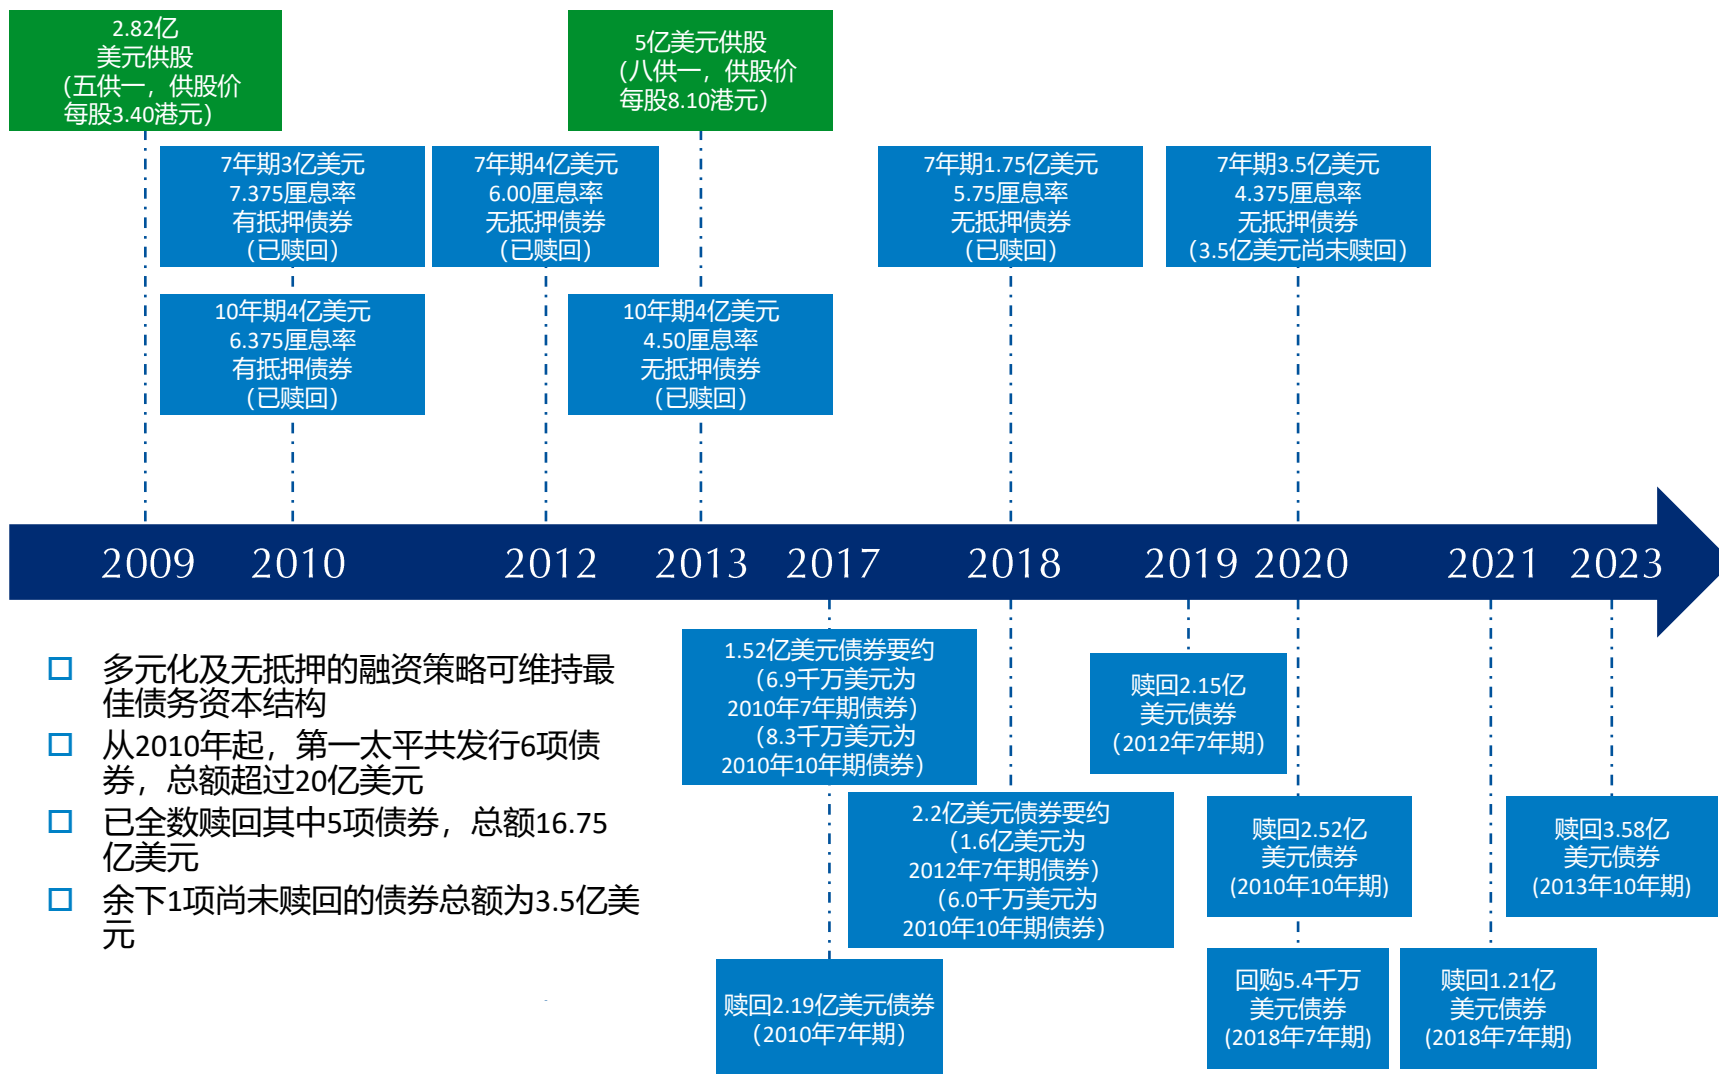 2.82亿
美元供股
（五供一，供股价
每股3.40港元）
5亿美元供股
（八供一，供股价
每股8.10港元）
7年期3亿美元
7.375厘息率
有抵押债券
（已赎回）
7年期4亿美元
6.00厘息率
无抵押债券
（已赎回）
7年期1.75亿美元
5.75厘息率
无抵押债券
（已赎回）
7年期3.5亿美元
4.375厘息率
无抵押债券
（3.5亿美元尚未赎回）
10年期4亿美元
6.375厘息率
有抵押债券
（已赎回）
10年期4亿美元
4.50厘息率
无抵押债券
（已赎回）
2009 2010 2012 2013 2017 2018 2019 2020 2021 2023
多元化及无抵押的融资策略可维持最
佳债务资本结构
从2010年起，第一太平共发行6项债
券，总额超过20亿美元
已全数赎回其中5项债券，总额16.75
亿美元
余下1项尚未赎回的债券总额为3.5亿美
元
1.52亿美元债券要约
（6.9千万美元为
2010年7年期债券）
（8.3千万美元为
2010年10年期债券）
赎回2.19亿美元债券
（2010年7年期）
2.2亿美元债券要约
（1.6亿美元为
2012年7年期债券）
（6.0千万美元为
2010年10年期债券）
赎回2.15亿
美元债券
（2012年7年期）
赎回2.52亿
美元债券
(2010年10年期)
回购5.4千万
美元债券
(2018年7年期)
赎回1.21亿
美元债券
(2018年7年期)
赎回3.58亿
美元债券
(2013年10年期)